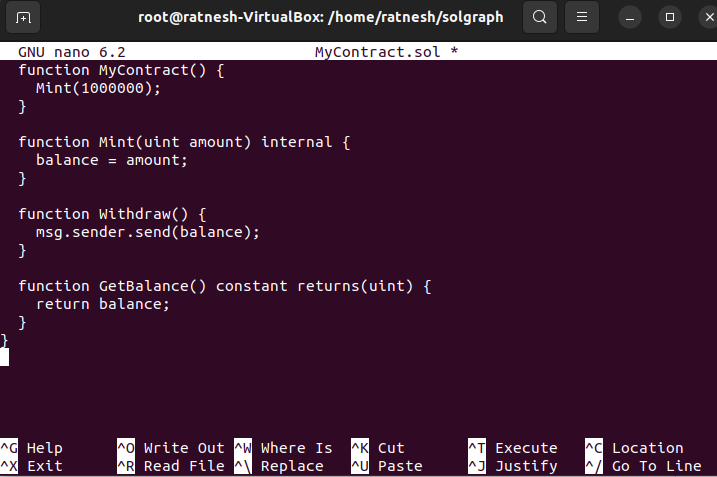 root@ratnesh-VirtualBox: /home/ratnesh/solgraph
GNU nano 6.2 MyContract.sol *
function MyContract() {
Mint(1000000);
}
function Mint(uint amount) internal {
balance = amount;
}
function Withdraw() {
msg.sender.send(balance);
}
function GetBalance() constant returns(uint) {
return balance;
}
}
^G Help ^O Write Out ^W Where Is ^K Cut ^T Execute ^C Location
^X Exit ^R Read File ^\ Replace ^U Paste ^J Justify ^/ Go To Line